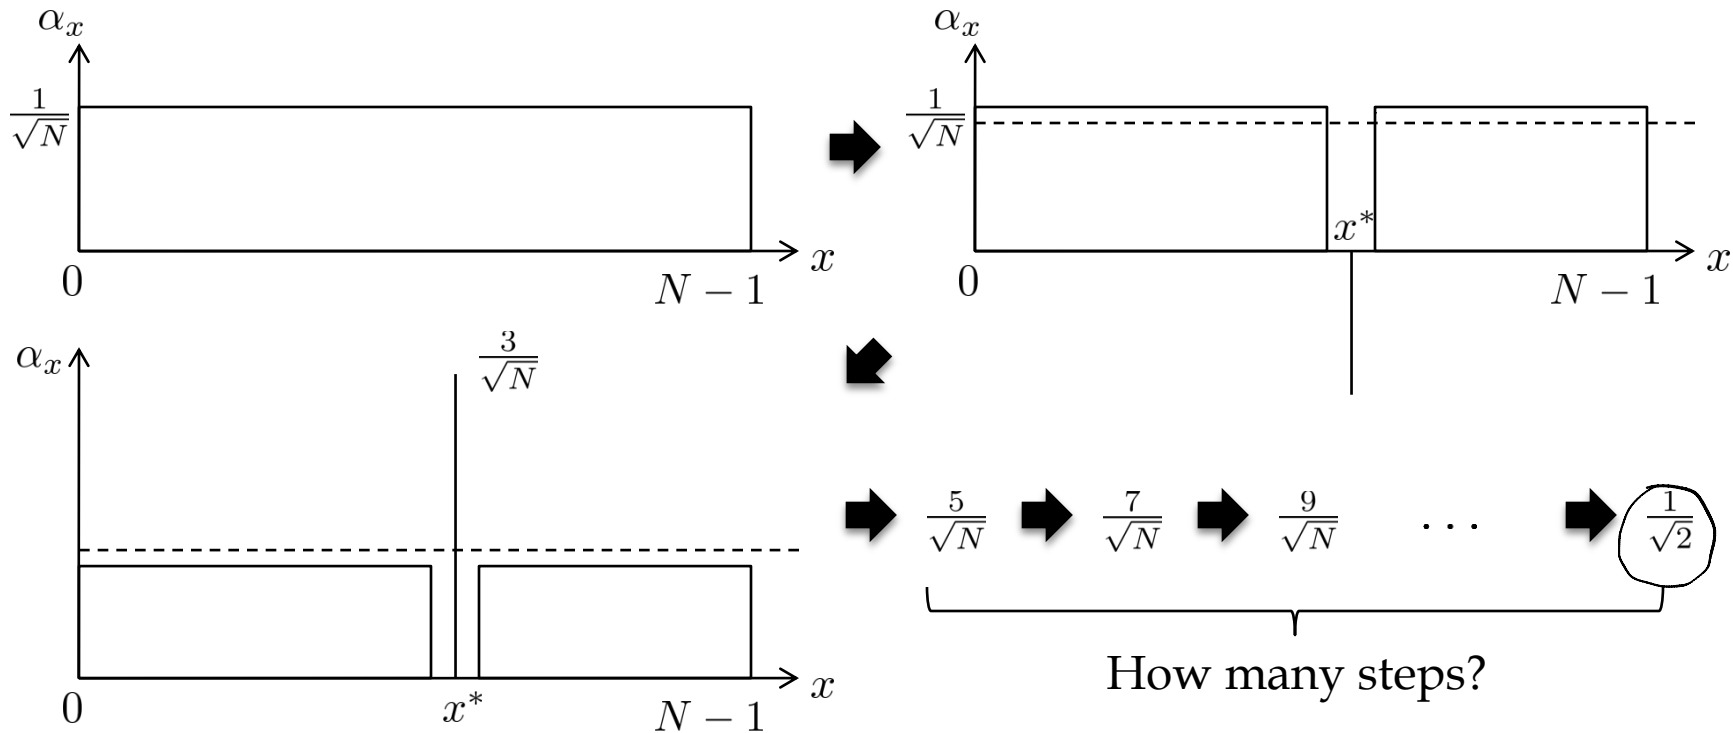 α_x
1/√N
0
N − 1
x
α_x
1/√N
x*
0
N − 1
x
α_x
3/√N
0
x*
N − 1
x
5/√N 7/√N 9/√N ... 1/√2
How many steps?